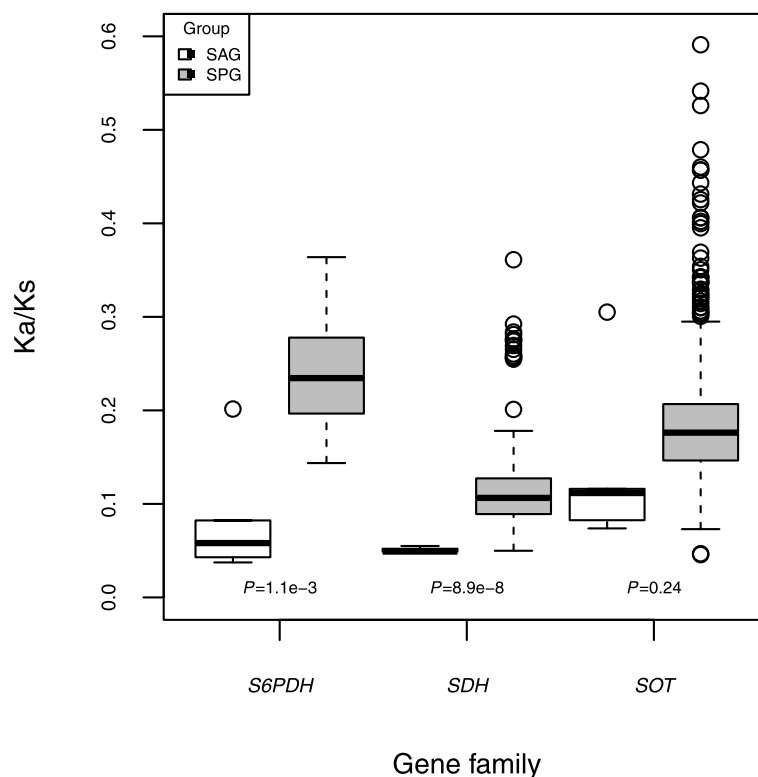 Group
SAG
SPG
Ka/Ks
0.6
0.5
0.4
0.3
0.2
0.1
0.0
P=1.1e−3
P=8.9e−8
P=0.24
S6PDH
SDH
SOT
Gene family